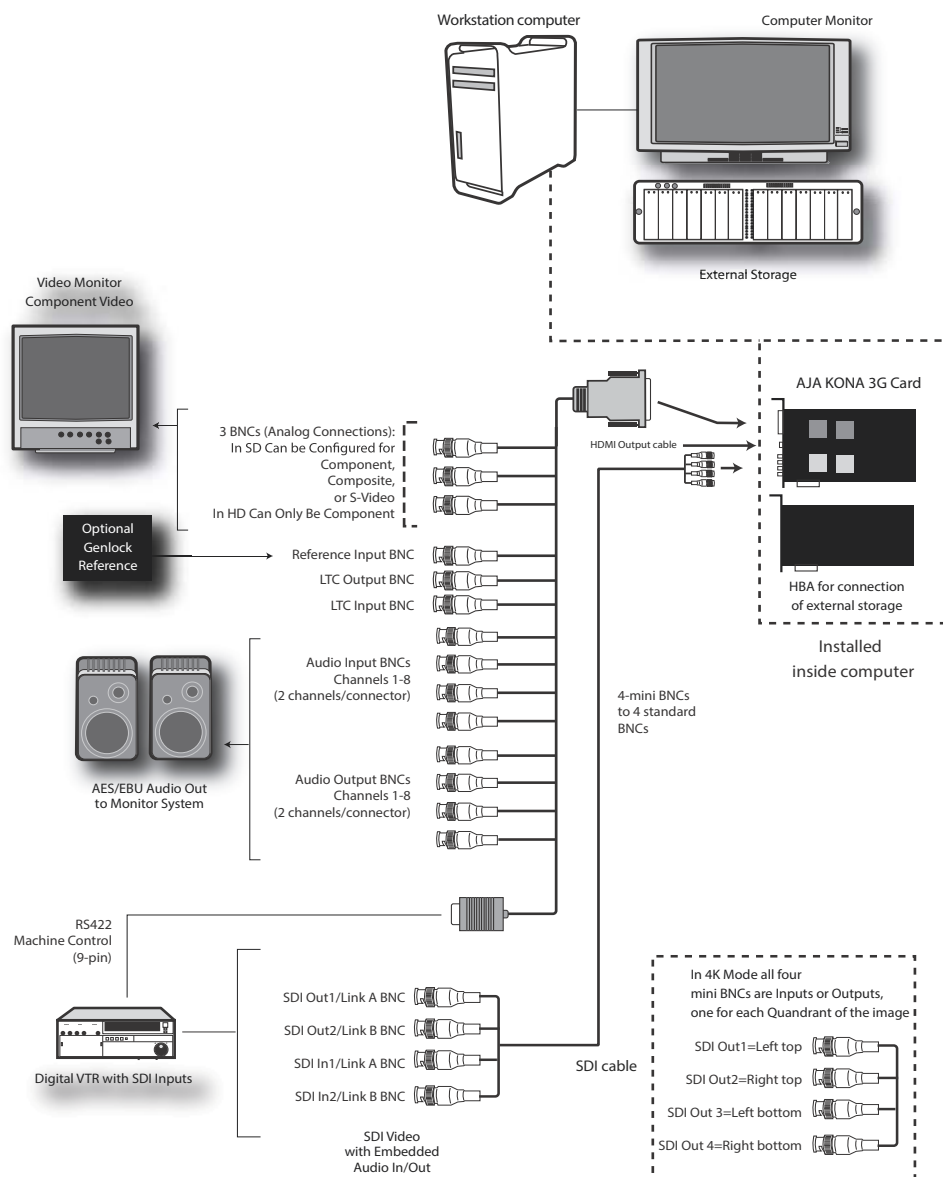 Workstation computer
Computer Monitor
External Storage
Video Monitor
Component Video
AJA KONA 3G Card
3 BNCs (Analog Connections):
In SD Can be Configured for
Component,
Composite,
or S-Video
In HD Can Only Be Component
HDMI Output cable
Optional
Genlock
Reference
Reference Input BNC
LTC Output BNC
LTC Input BNC
HBA for connection
of external storage
Installed
inside computer
Audio Input BNCs
Channels 1-8
(2 channels/connector)
4-mini BNCs
to 4 standard
BNCs
AES/EBU Audio Out
to Monitor System
Audio Output BNCs
Channels 1-8
(2 channels/connector)
RS422
Machine Control
(9-pin)
In 4K Mode all four
mini BNCs are Inputs or Outputs,
one for each Quandrant of the image
SDI Out1/Link A BNC
SDI Out2/Link B BNC
SDI In1/Link A BNC
SDI In2/Link B BNC
SDI cable
SDI Out1=Left top
SDI Out2=Right top
SDI Out 3=Left bottom
SDI Out 4=Right bottom
Digital VTR with SDI Inputs
SDI Video
with Embedded
Audio In/Out